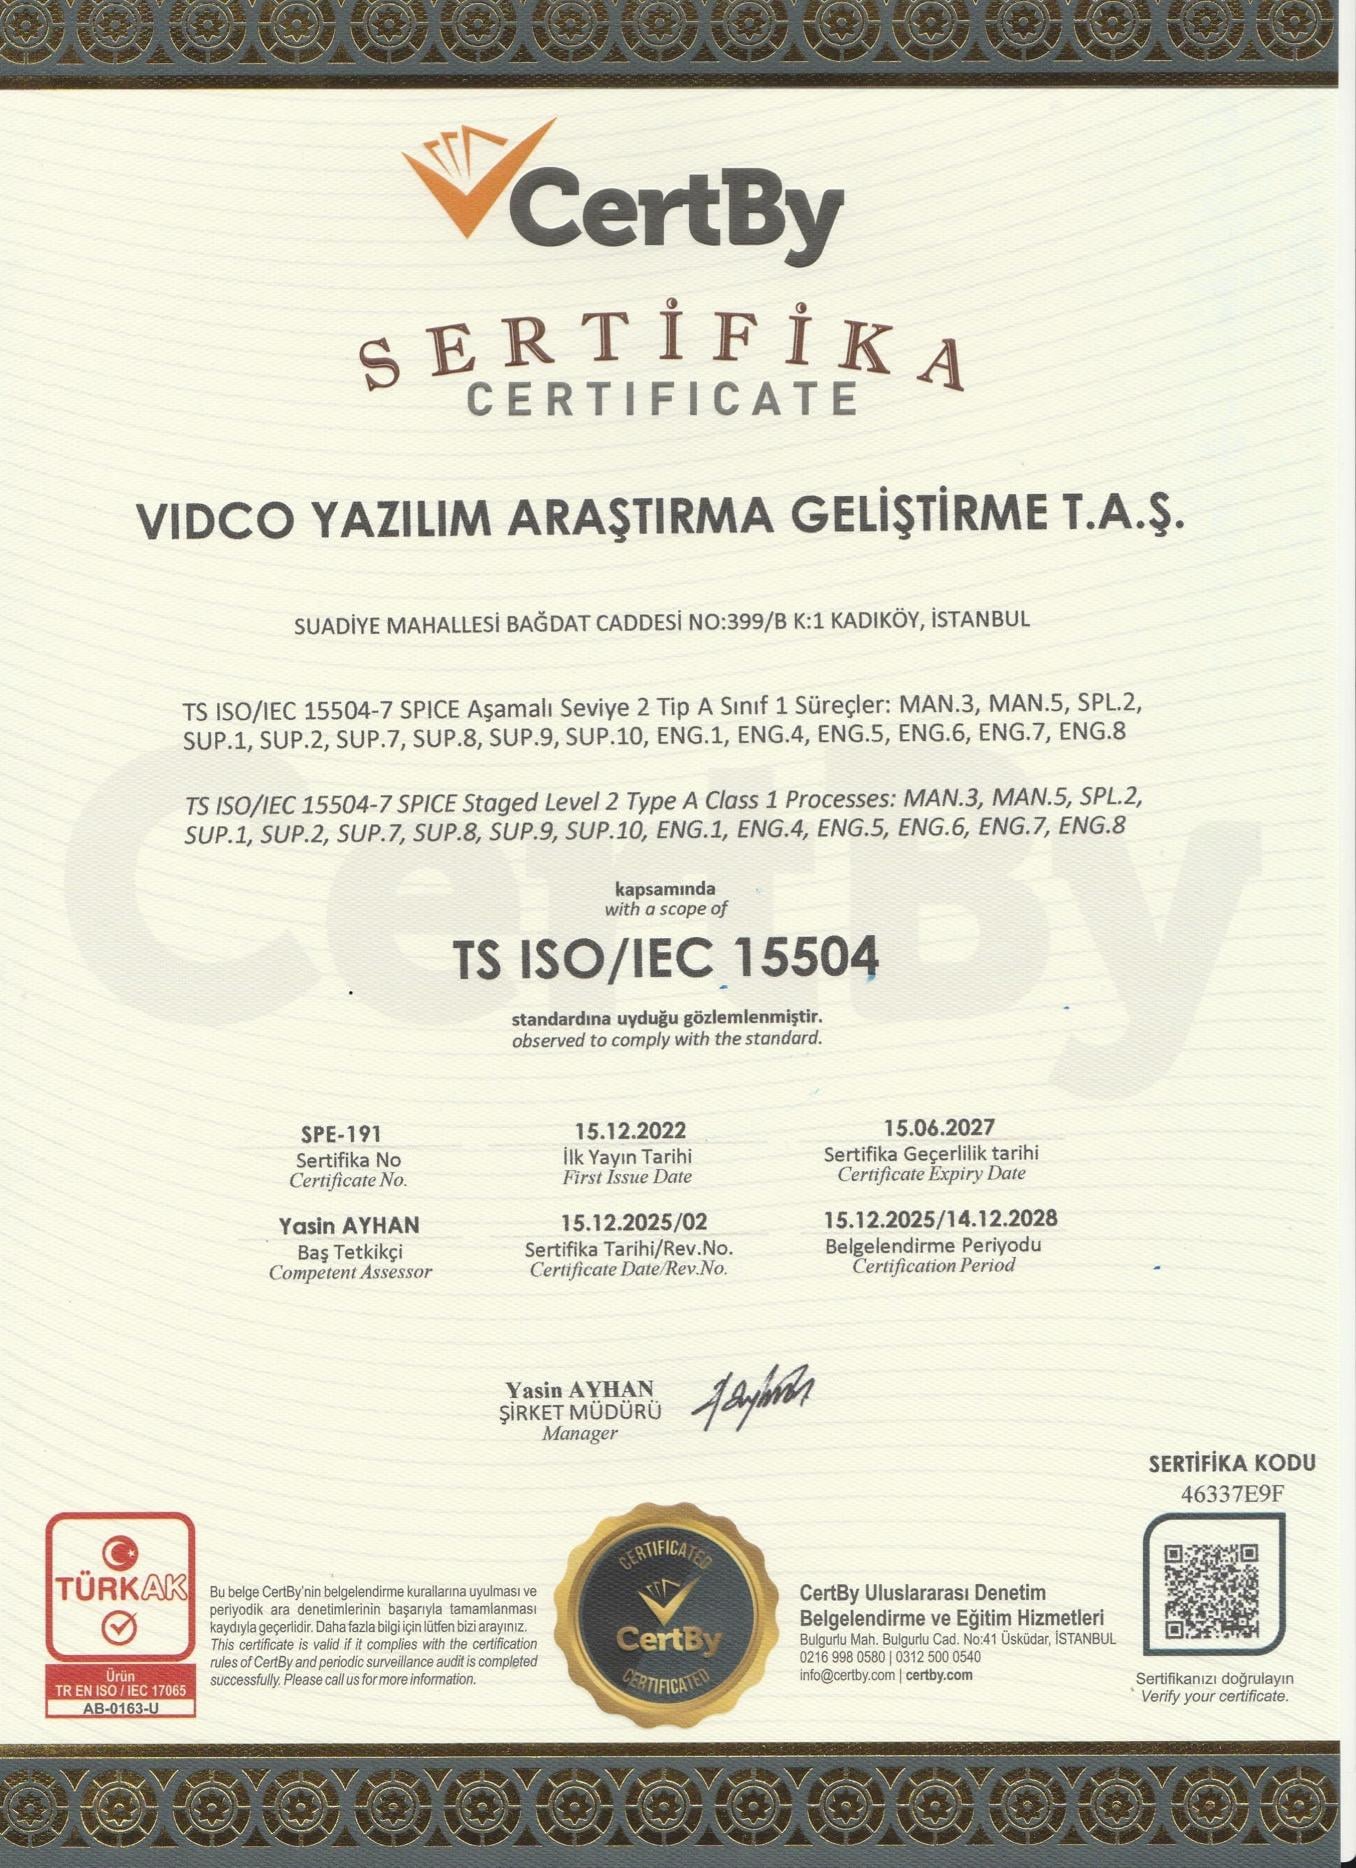 CertBy
SERTİFİKA
CERTIFICATE
VIDCO YAZILIM ARAŞTIRMA GELİŞTİRME T.A.Ş.
SUADİYE MAHALLESİ BAĞDAT CADDESİ NO:399/B K:1 KADIKÖY, İSTANBUL
TS ISO/IEC 15504-7 SPICE Aşamalı Seviye 2 Tip A Sınıf 1 Süreçler: MAN.3, MAN.5, SPL.2,
SUP.1, SUP.2, SUP.7, SUP.8, SUP.9, SUP.10, ENG.1, ENG.4, ENG.5, ENG.6, ENG.7, ENG.8
TS ISO/IEC 15504-7 SPICE Staged Level 2 Type A Class 1 Processes: MAN.3, MAN.5, SPL.2,
SUP.1, SUP.2, SUP.7, SUP.8, SUP.9, SUP.10, ENG.1, ENG.4, ENG.5, ENG.6, ENG.7, ENG.8
CertBy
kapsamında
with a scope of
TS ISO/IEC 15504
standardına uyduğu gözlemlenmiştir.
observed to comply with the standard.
SPE-191
Sertifika No
Certificate No.
15.12.2022
İlk Yayın Tarihi
First Issue Date
15.06.2027
Sertifika Geçerlilik tarihi
Certificate Expiry Date
Yasin AYHAN
Baş Tetkikçi
Competent Assessor
15.12.2025/02
Sertifika Tarihi/Rev.No.
Certificate Date/Rev.No.
15.12.2025/14.12.2028
Belgelendirme Periyodu
Certification Period
Yasin AYHAN
ŞİRKET MÜDÜRÜ
Manager
SERTİFİKA KODU
46337E9F
TÜRKAK
Ürün
TR EN ISO / IEC 17065
AB-0163-U
Bu belge CertBy'nin belgelendirme kurallarına uyulması ve
periyodik ara denetimlerinin başarıyla tamamlanması
kaydıyla geçerlidir. Daha fazla bilgi için lütfen bizi arayınız.
This certificate is valid if it complies with the certification
rules of CertBy and periodic surveillance audit is completed
successfully. Please call us for more information.
CERTIFICATED
CertBy
CERTIFICATED
CertBy Uluslararası Denetim
Belgelendirme ve Eğitim Hizmetleri
Bulgurlu Mah. Bulgurlu Cad. No:41 Üsküdar, İSTANBUL
0216 998 0580 | 0312 500 0540
info@certby.com | certby.com
Sertifikanızı doğrulayın
Verify your certificate.